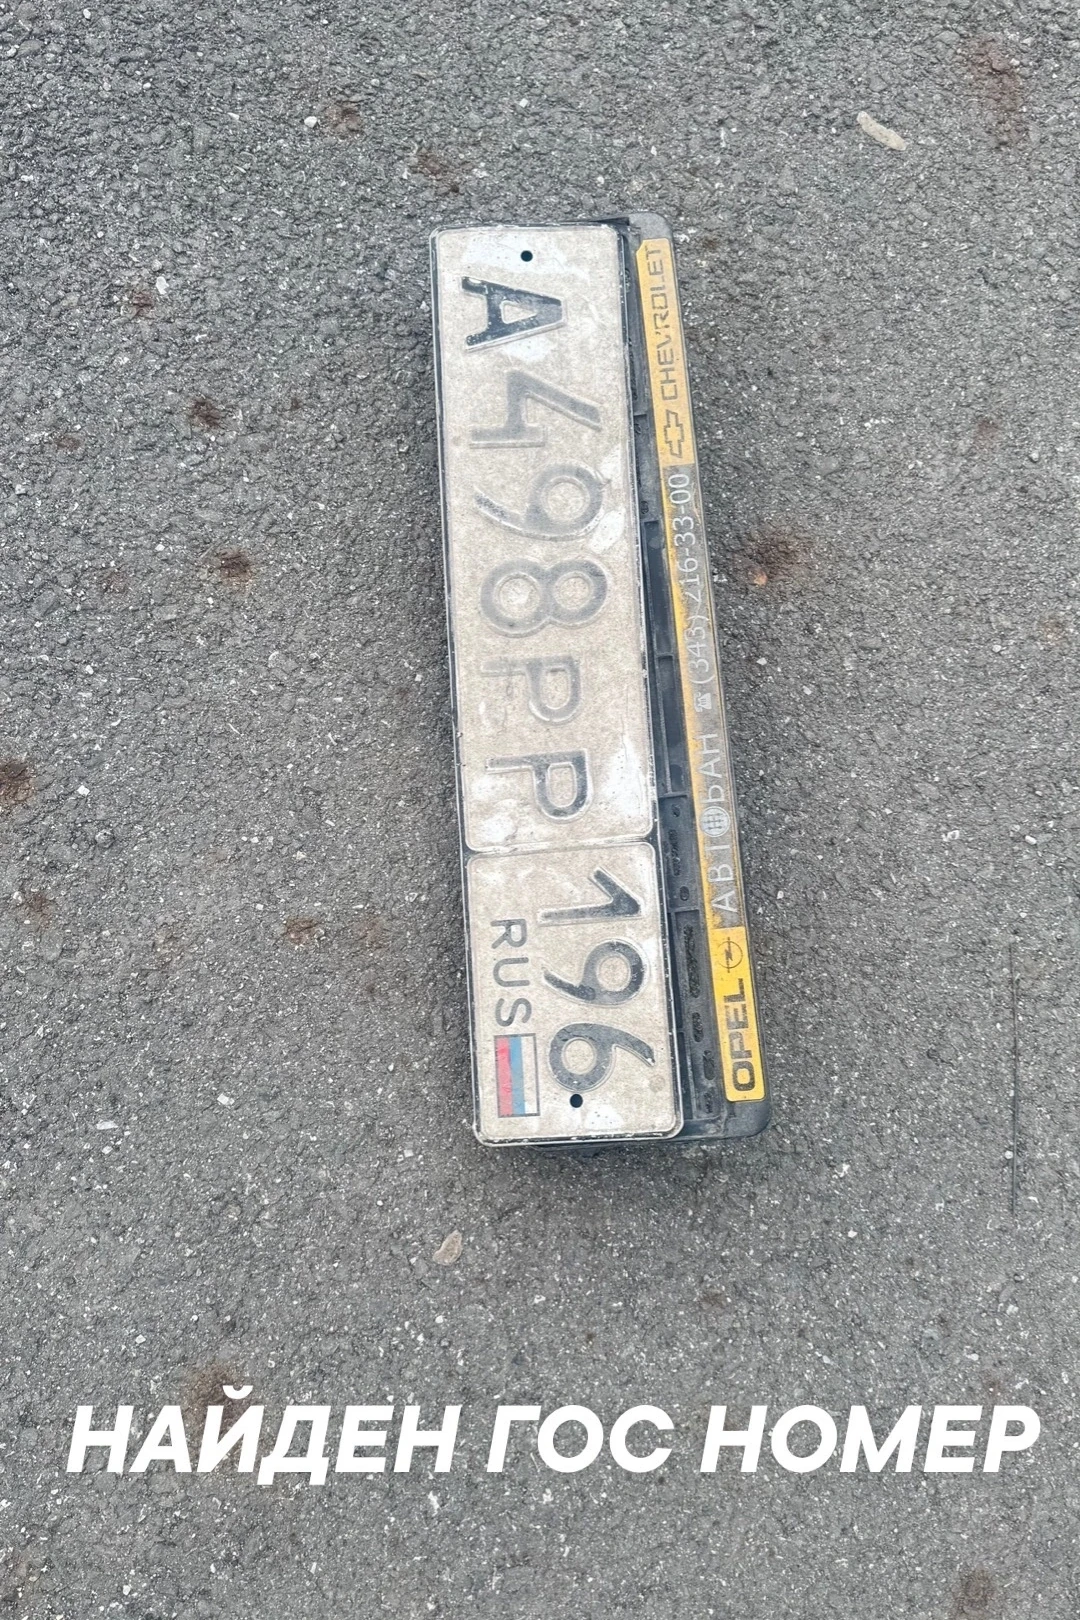 А498РР 196
RUS
OPEL АВТОБАН ☎(343) 216-33-00 CHEVROLET
НАЙДЕН ГОС НОМЕР